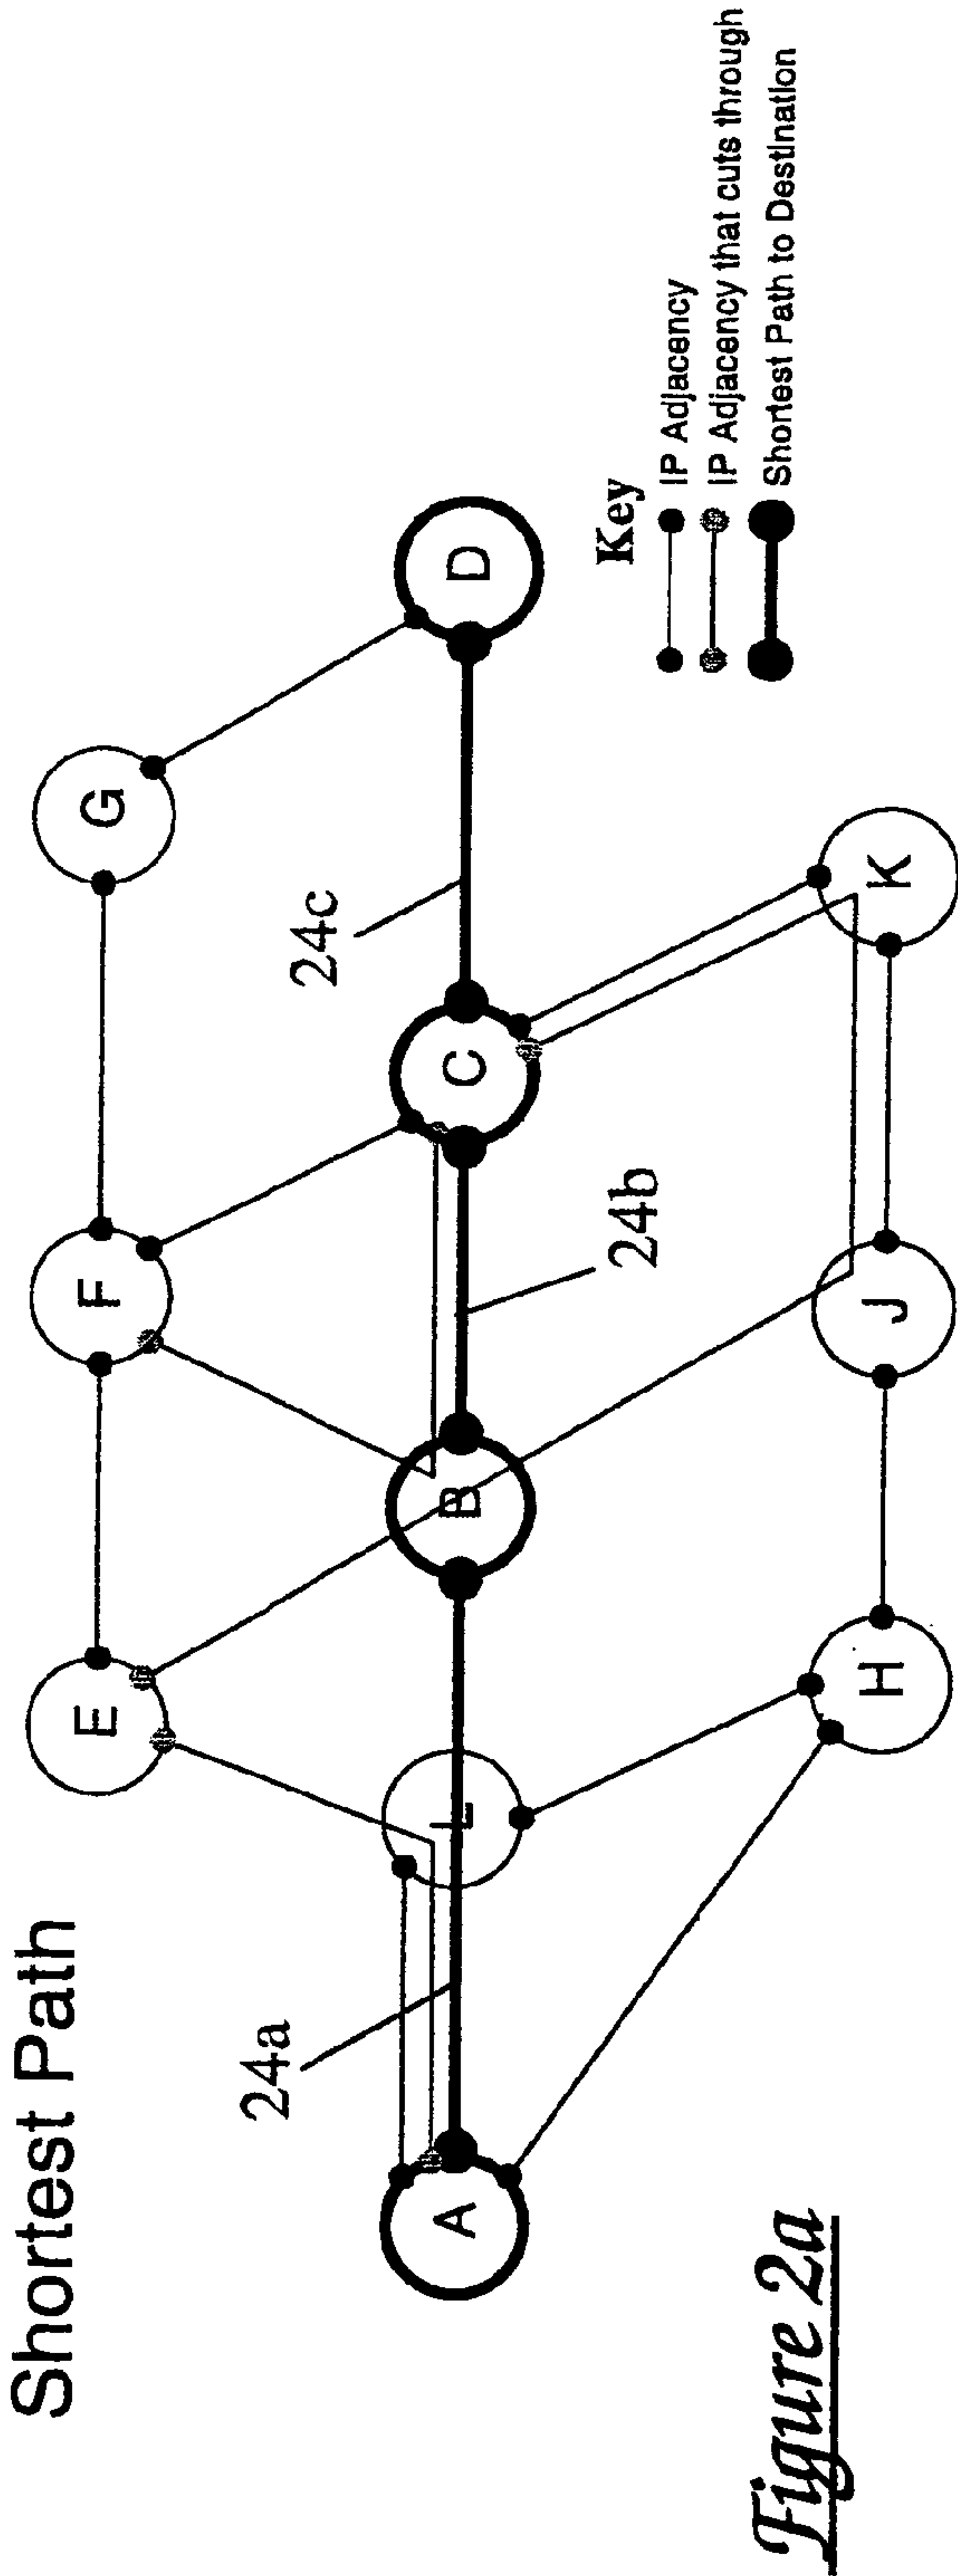 Shortest Path
E
F
G
24a
24b
24c
A
L
B
C
D
H
J
K
Key
IP Adjacency
IP Adjacency that cuts through
Shortest Path to Destination
Figure 2a